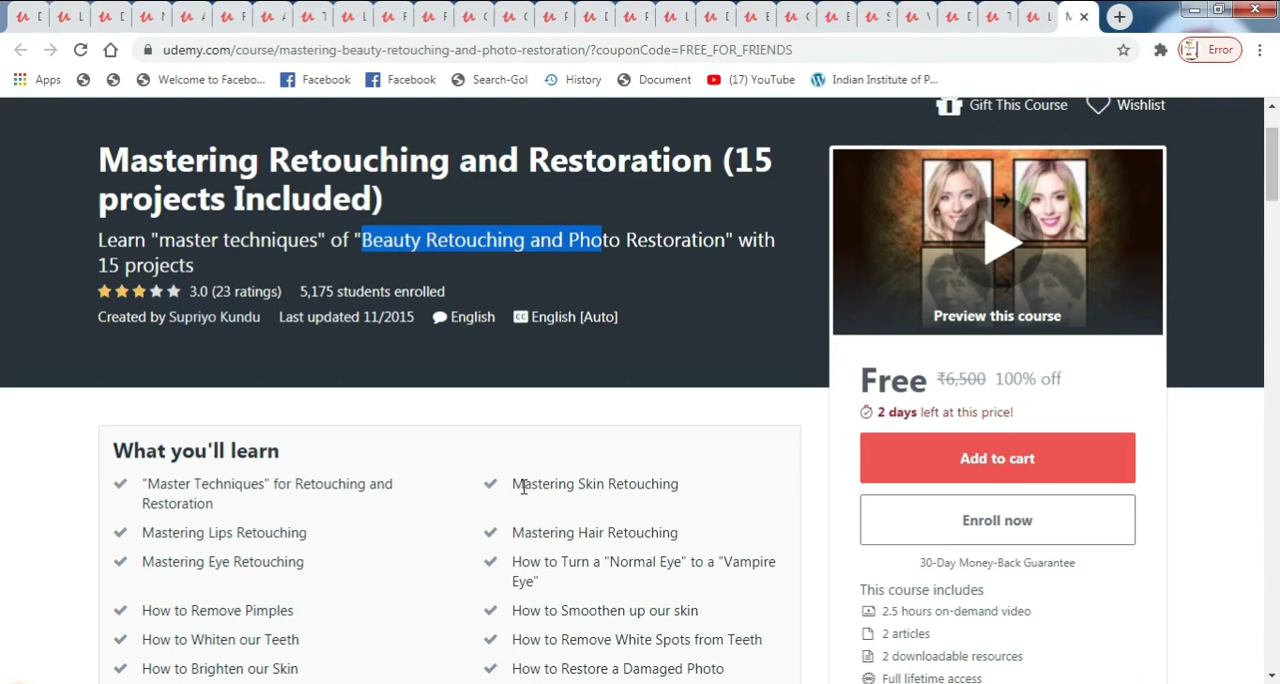 udemy.com/course/mastering-beauty-retouching-and-photo-restoration/?couponCode=FREE_FOR_FRIENDS
Error
Apps
Welcome to Facebo...
Facebook
Facebook
Search-Gol
History
Document
(17) YouTube
Indian Institute of P...
Gift This Course
Wishlist
Mastering Retouching and Restoration (15
projects Included)
Learn "master techniques" of "Beauty Retouching and Photo Restoration" with
15 projects
3.0 (23 ratings) 5,175 students enrolled
Created by Supriyo Kundu Last updated 11/2015 English CC English [Auto]
Preview this course
Free ₹6,500 100% off
2 days left at this price!
Add to cart
Enroll now
30-Day Money-Back Guarantee
This course includes
2.5 hours on-demand video
2 articles
2 downloadable resources
Full lifetime access
What you'll learn
"Master Techniques" for Retouching and
Restoration
Mastering Skin Retouching
Mastering Lips Retouching
Mastering Hair Retouching
Mastering Eye Retouching
How to Turn a "Normal Eye" to a "Vampire
Eye"
How to Remove Pimples
How to Smoothen up our skin
How to Whiten our Teeth
How to Remove White Spots from Teeth
How to Brighten our Skin
How to Restore a Damaged Photo